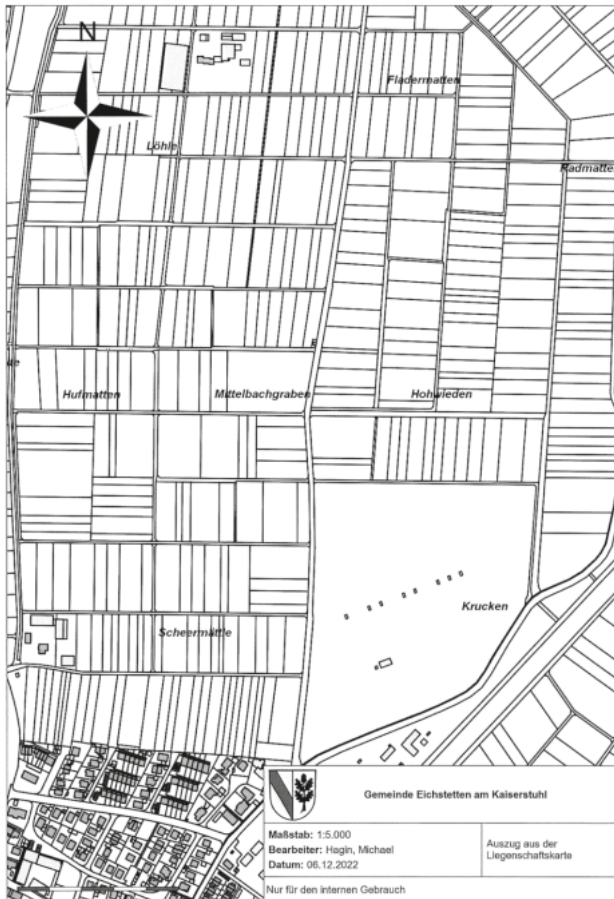 N
Fladermatten
Löhle
Radmatten
Hufmatten
Mittelbachgraben
Hohwieden
Krucken
Scheermättle
Gemeinde Eichstetten am Kaiserstuhl
Maßstab: 1:5.000
Bearbeiter: Hagin, Michael
Datum: 06.12.2022
Auszug aus der
Liegenschaftskarte
Nur für den internen Gebrauch